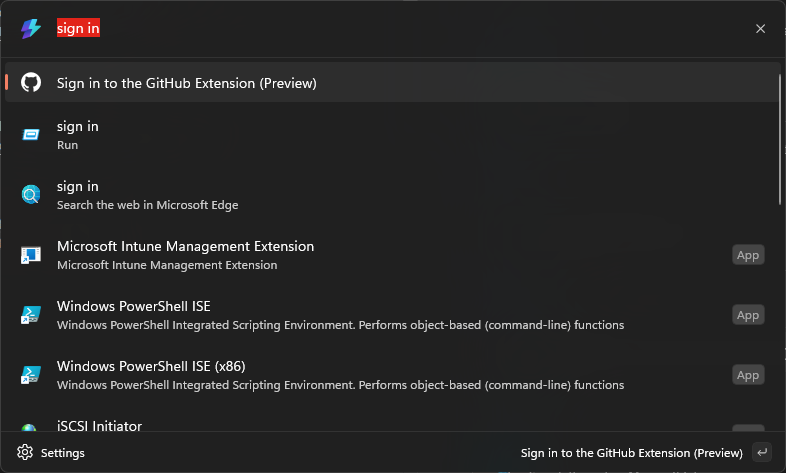 sign in
Sign in to the GitHub Extension (Preview)
sign in
Run
sign in
Search the web in Microsoft Edge
Microsoft Intune Management Extension
Microsoft Intune Management Extension
App
Windows PowerShell ISE
Windows PowerShell Integrated Scripting Environment. Performs object-based (command-line) functions
App
Windows PowerShell ISE (x86)
Windows PowerShell Integrated Scripting Environment. Performs object-based (command-line) functions
App
iSCSI Initiator
Settings
Sign in to the GitHub Extension (Preview)